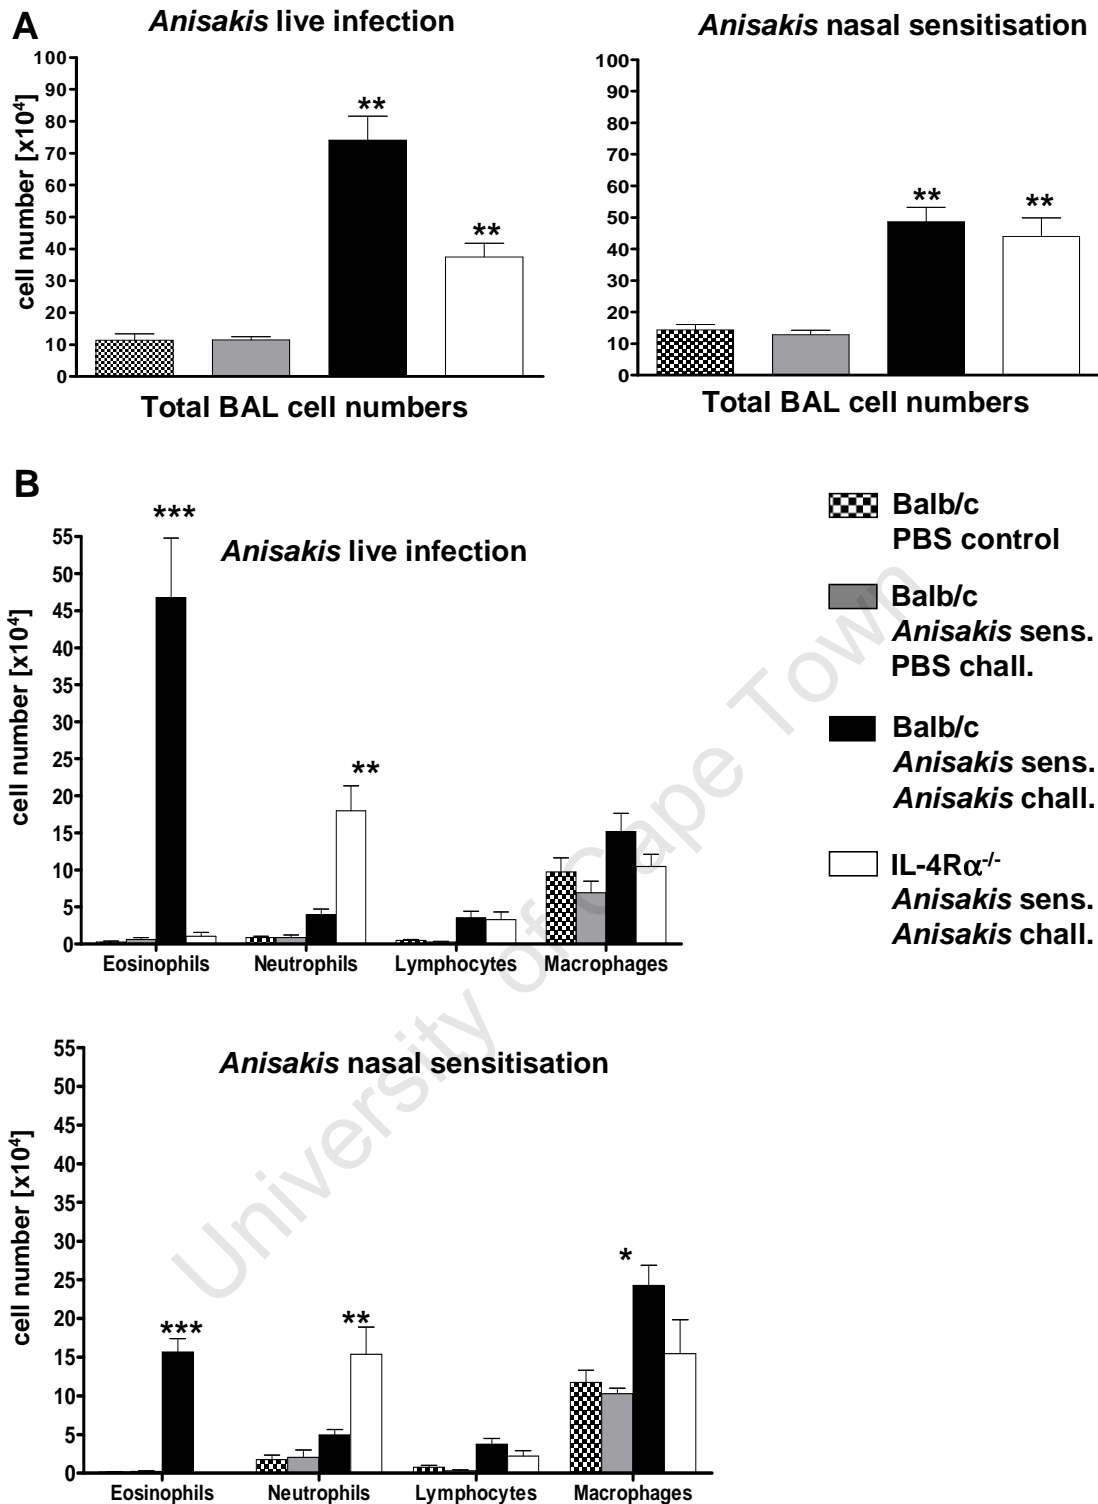 A
Anisakis live infection
Anisakis nasal sensitisation
cell number [x10⁴]
100
90
80
70
60
50
40
30
20
10
0
**
**
Total BAL cell numbers
100
90
80
70
60
50
40
30
20
10
0
**
**
Total BAL cell numbers
B
Anisakis live infection
cell number [x10⁴]
55
50
45
40
35
30
25
20
15
10
5
0
***
**
Eosinophils Neutrophils Lymphocytes Macrophages
Balb/c
PBS control
Balb/c
Anisakis sens.
PBS chall.
Balb/c
Anisakis sens.
Anisakis chall.
IL-4Rα⁻/⁻
Anisakis sens.
Anisakis chall.
Anisakis nasal sensitisation
cell number [x10⁴]
55
50
45
40
35
30
25
20
15
10
5
0
***
**
*
Eosinophils Neutrophils Lymphocytes Macrophages
University of Cape Town